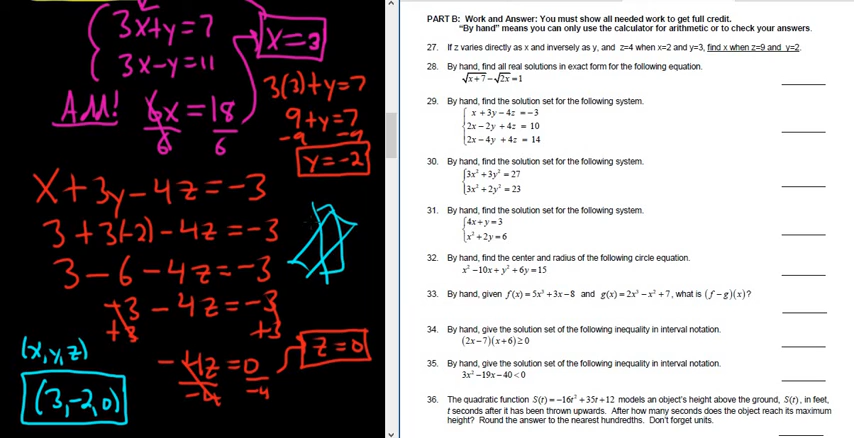 3x+y=7
3x-y=11
x=3
Add! 6x = 18
6 6
3(3)+y=7
9+y=7
-9 -9
y=-2
x+3y-4z=-3
3+3(-2)-4z=-3
3-6-4z=-3
-3-4z=-3
+3 +3
-4z=0
-4 -4
z=0
(x,y,z)
(3,-2,0)
PART B: Work and Answer: You must show all needed work to get full credit.
"By hand" means you can only use the calculator for arithmetic or to check your answers.
27. If z varies directly as x and inversely as y, and z=4 when x=2 and y=3, find x when z=9 and y=2.
28. By hand, find all real solutions in exact form for the following equation.
√x+7 - √2x = 1
29. By hand, find the solution set for the following system.
x + 3y - 4z = -3
2x - 2y + 4z = 10
2x - 4y + 4z = 14
30. By hand, find the solution set for the following system.
3x² + 3y² = 27
3x² + 2y² = 23
31. By hand, find the solution set for the following system.
4x + y = 3
x² + 2y = 6
32. By hand, find the center and radius of the following circle equation.
x² - 10x + y² + 6y = 15
33. By hand, given f(x) = 5x³ + 3x - 8 and g(x) = 2x³ - x² + 7, what is (f - g)(x)?
34. By hand, give the solution set of the following inequality in interval notation.
(2x - 7)(x + 6) ≥ 0
35. By hand, give the solution set of the following inequality in interval notation.
3x² - 19x - 40 < 0
36. The quadratic function S(t) = -16t² + 35t + 12 models an object's height above the ground, S(t), in feet,
t seconds after it has been thrown upwards. After how many seconds does the object reach its maximum
height? Round the answer to the nearest hundredths. Don't forget units.